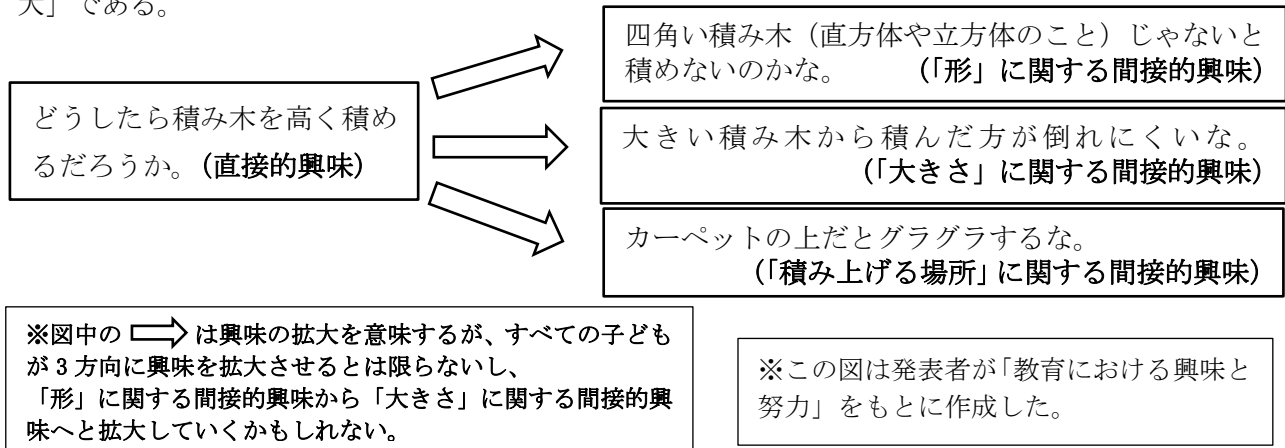 大」である。
どうしたら積み木を高く積め
るだろうか。(直接的興味)
四角い積み木（直方体や立方体のこと）じゃないと
積めないのかな。 (「形」に関する間接的興味)
大きい積み木から積んだ方が倒れにくいな。
(「大きさ」に関する間接的興味)
カーペットの上だとグラグラするな。
(「積み上げる場所」に関する間接的興味)
※図中の は興味の拡大を意味するが、すべての子ども
が3方向に興味を拡大させるとは限らないし、
「形」に関する間接的興味から「大きさ」に関する間接的興
味へと拡大していくかもしれない。
※この図は発表者が「教育における興味と
努力」をもとに作成した。